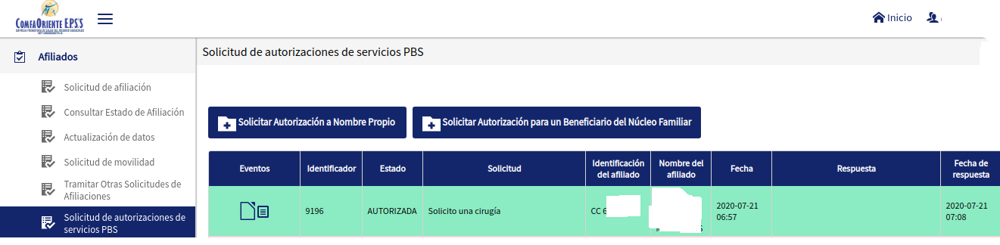 COMFAORIENTE EPS'S
Inicio
Afiliados
Solicitud de afiliación
Consultar Estado de Afiliación
Actualización de datos
Solicitud de movilidad
Tramitar Otras Solicitudes de
Afiliaciones
Solicitud de autorizaciones de
servicios PBS
Solicitud de autorizaciones de servicios PBS
Solicitar Autorización a Nombre Propio
Solicitar Autorización para un Beneficiario del Núcleo Familiar
Eventos
Identificador
Estado
Solicitud
Identificación
del afiliado
Nombre del
afiliado
Fecha
Respuesta
Fecha de
respuesta
9196
AUTORIZADA
Solicito una cirugía
CC 6
2020-07-21
06:57
2020-07-21
07:08